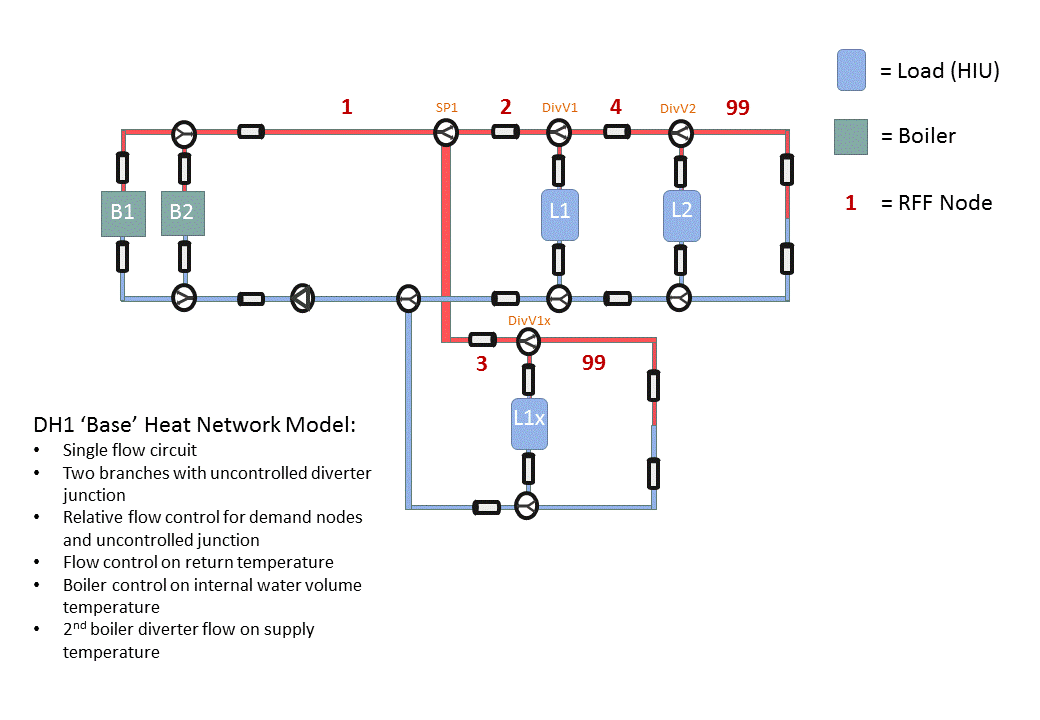 = Load (HIU)
1
SP1
2
DivV1
4
DivV2
99
= Boiler
B1
B2
L1
L2
1 = RFF Node
DivV1x
3
99
L1x
DH1 ‘Base’ Heat Network Model:
• Single flow circuit
• Two branches with uncontrolled diverter
junction
• Relative flow control for demand nodes
and uncontrolled junction
• Flow control on return temperature
• Boiler control on internal water volume
temperature
• 2nd boiler diverter flow on supply
temperature